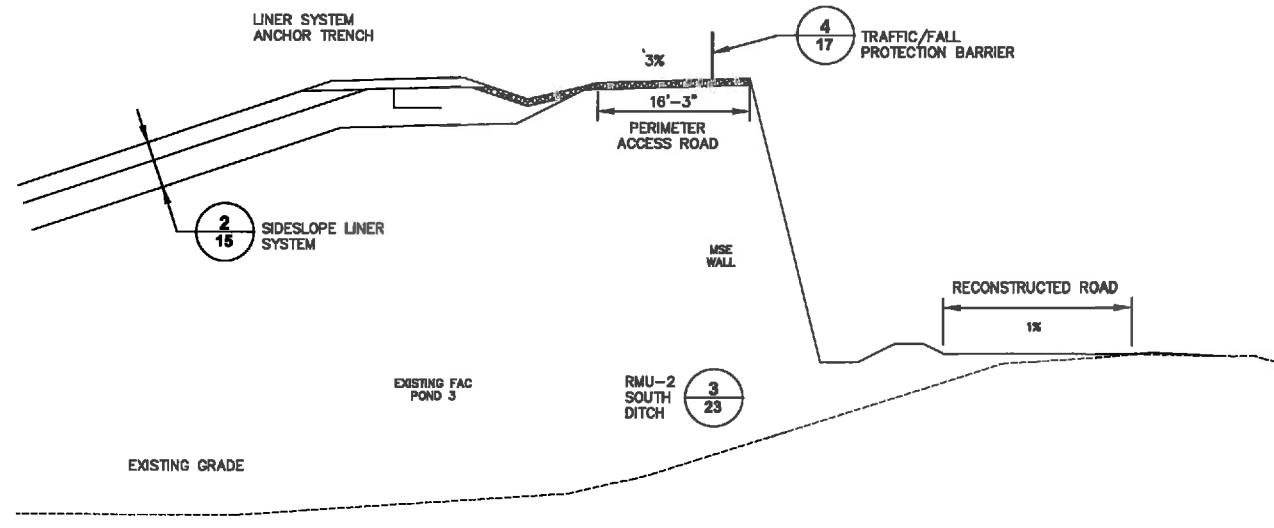 LINER SYSTEM
ANCHOR TRENCH
4
17
TRAFFIC/FALL
PROTECTION BARRIER
3%
16'-3"
PERIMETER
ACCESS ROAD
2
15
SIDESLOPE LINER
SYSTEM
MSE
WALL
RECONSTRUCTED ROAD
1%
EXISTING FAC
POND 3
RMU-2
SOUTH
DITCH
3
23
EXISTING GRADE